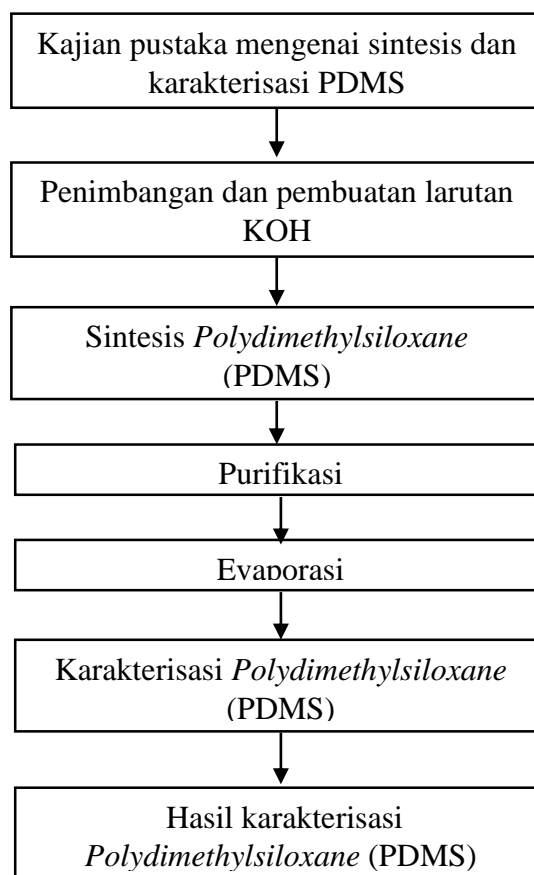 Kajian pustaka mengenai sintesis dan
karakterisasi PDMS
Penimbangan dan pembuatan larutan
KOH
Sintesis Polydimethylsiloxane
(PDMS)
Purifikasi
Evaporasi
Karakterisasi Polydimethylsiloxane
(PDMS)
Hasil karakterisasi
Polydimethylsiloxane (PDMS)